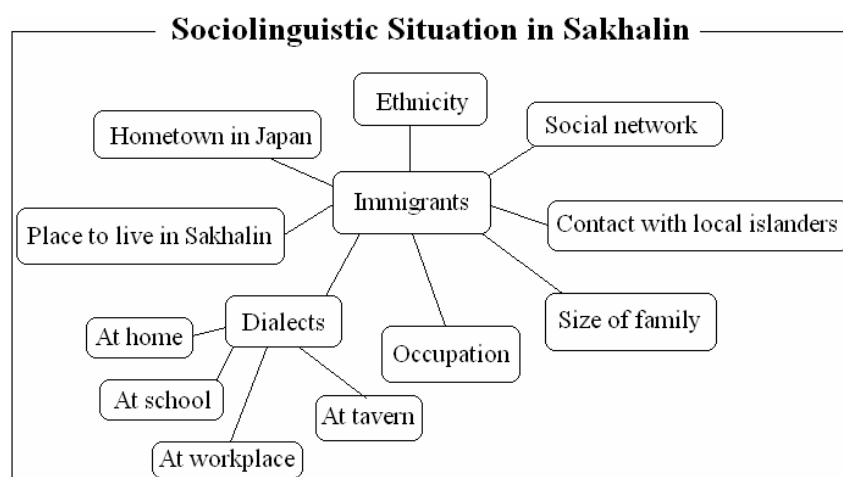 Sociolinguistic Situation in Sakhalin
Ethnicity
Hometown in Japan
Social network
Immigrants
Place to live in Sakhalin
Contact with local islanders
Dialects
Size of family
At home
Occupation
At school
At tavern
At workplace